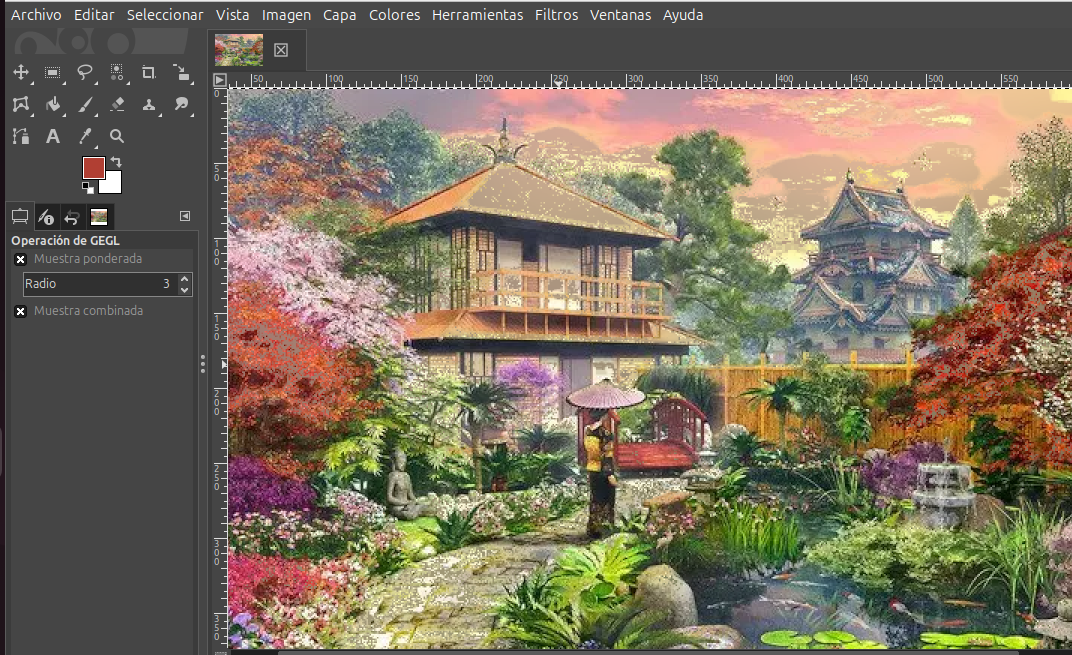 Archivo Editar Seleccionar Vista Imagen Capa Colores Herramientas Filtros Ventanas Ayuda
50 100 150 200 250 300 350 400 450 500 550
0
50
100
150
200
250
300
350
Operación de GEGL
Muestra ponderada
Radio 3
Muestra combinada